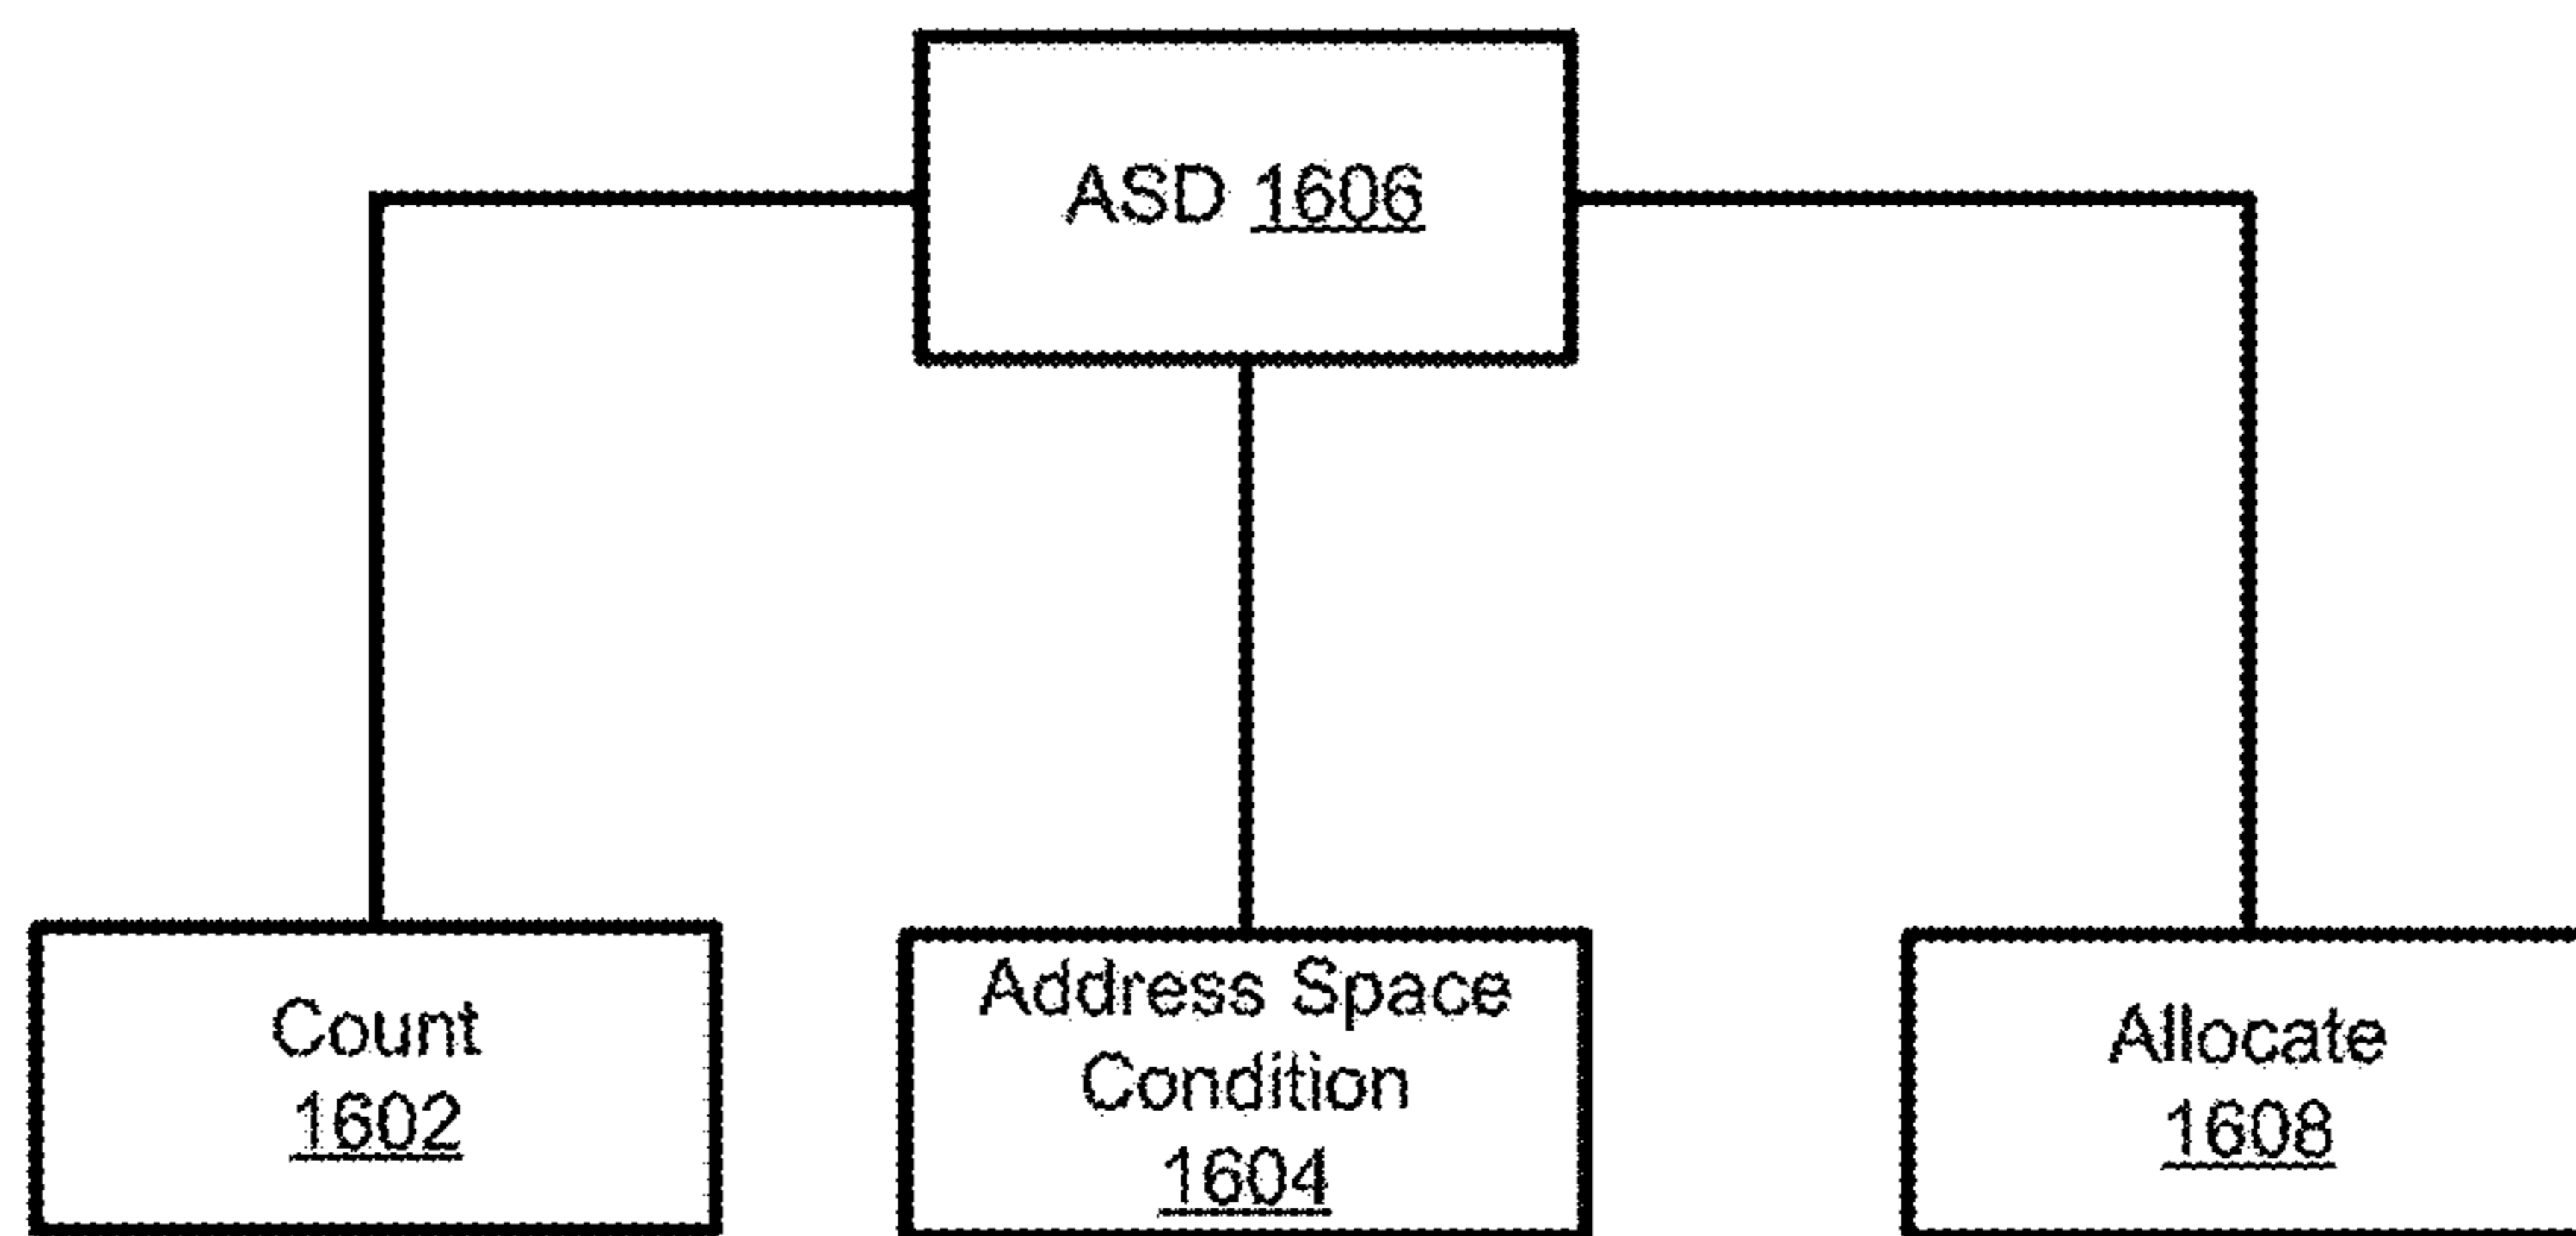 ASD 1606
Count
1602
Address Space
Condition
1604
Allocate
1608